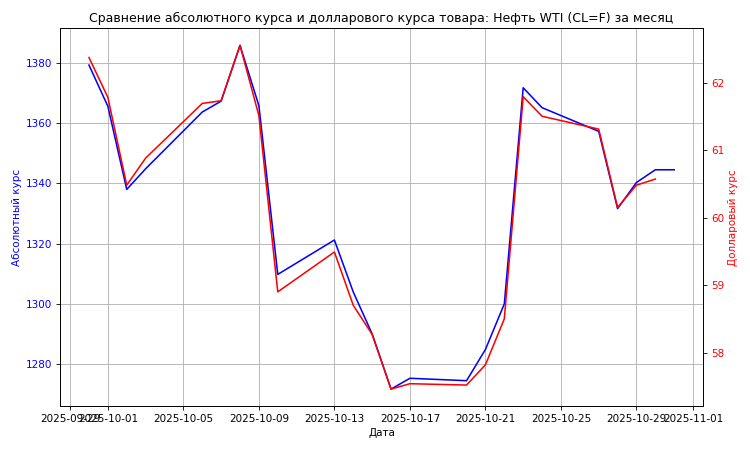 Сравнение абсолютного курса и долларового курса товара: Нефть WTI (CL=F) за месяц
Абсолютный курс
1380
1360
1340
1320
1300
1280
Долларовый курс
62
61
60
59
58
2025-09-29 2025-10-01 2025-10-05 2025-10-09 2025-10-13 2025-10-17 2025-10-21 2025-10-25 2025-10-29 2025-11-01
Дата